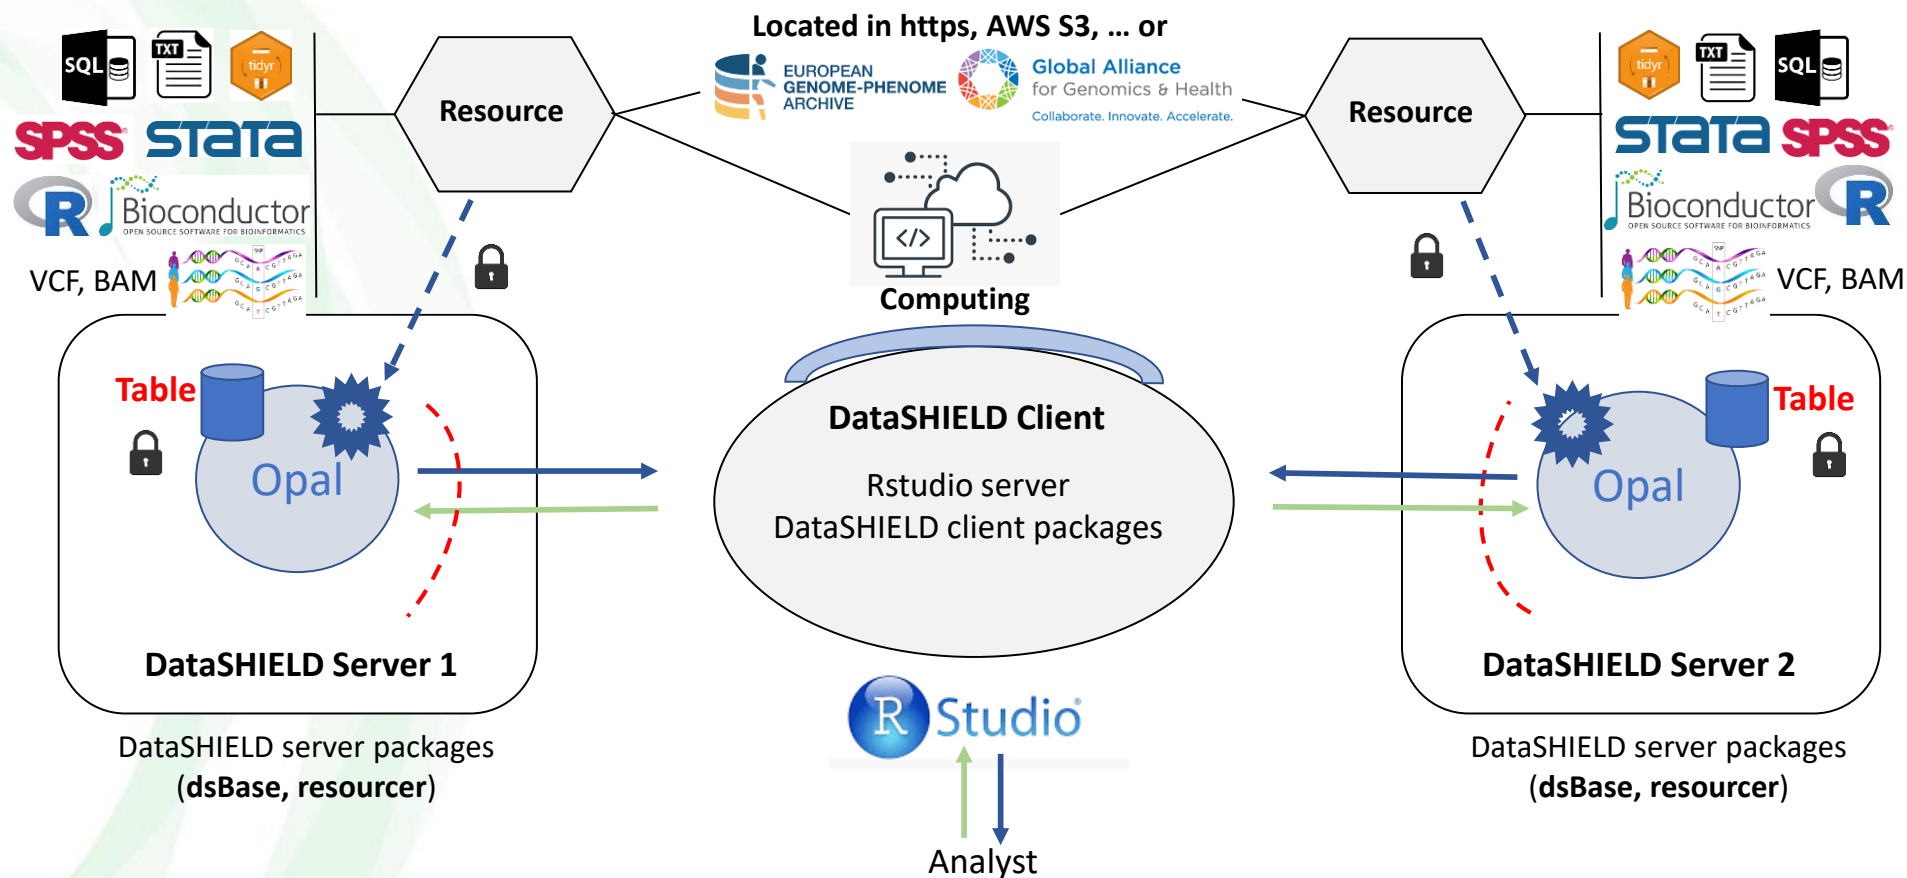 Located in https, AWS S3, … or
SQL
TXT
tidyr
SPSS
STATA
R
Bioconductor
OPEN SOURCE SOFTWARE FOR BIOINFORMATICS
VCF, BAM
Resource
EUROPEAN
GENOME-PHENOME
ARCHIVE
Global Alliance
for Genomics & Health
Collaborate. Innovate. Accelerate.
</>
Computing
Resource
tidyr
TXT
SQL
STATA
SPSS
Bioconductor
OPEN SOURCE SOFTWARE FOR BIOINFORMATICS
R
VCF, BAM
Table
Opal
DataSHIELD Server 1
DataSHIELD server packages
(dsBase, resourcer)
DataSHIELD Client
Rstudio server
DataSHIELD client packages
R Studio
Analyst
Table
Opal
DataSHIELD Server 2
DataSHIELD server packages
(dsBase, resourcer)